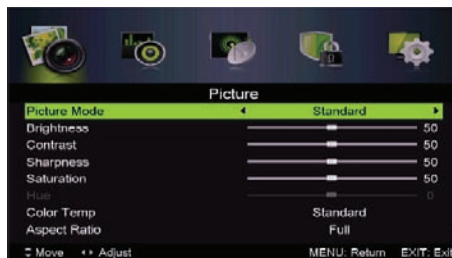 Picture
Picture Mode Standard
Brightness 50
Contrast 50
Sharpness 50
Saturation 50
Hue 0
Color Temp Standard
Aspect Ratio Full
Move Adjust MENU: Return EXIT: Exit